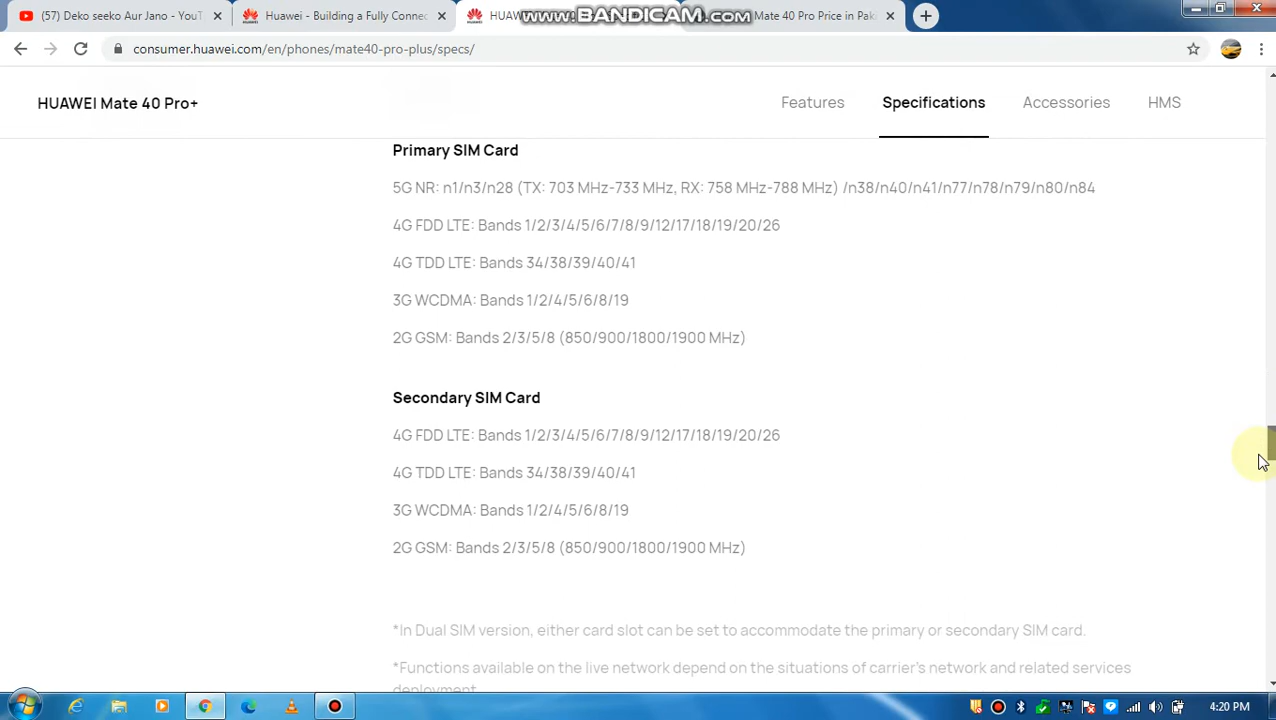 (57) Deko seeku Aur Jano - You
Huawei - Building a Fully Connec
HUAW
www.BANDICAM.com
Mate 40 Pro Price in Pak
consumer.huawei.com/en/phones/mate40-pro-plus/specs/
HUAWEI Mate 40 Pro+
Features
Specifications
Accessories
HMS
Primary SIM Card
5G NR: n1/n3/n28 (TX: 703 MHz-733 MHz, RX: 758 MHz-788 MHz) /n38/n40/n41/n77/n78/n79/n80/n84
4G FDD LTE: Bands 1/2/3/4/5/6/7/8/9/12/17/18/19/20/26
4G TDD LTE: Bands 34/38/39/40/41
3G WCDMA: Bands 1/2/4/5/6/8/19
2G GSM: Bands 2/3/5/8 (850/900/1800/1900 MHz)
Secondary SIM Card
4G FDD LTE: Bands 1/2/3/4/5/6/7/8/9/12/17/18/19/20/26
4G TDD LTE: Bands 34/38/39/40/41
3G WCDMA: Bands 1/2/4/5/6/8/19
2G GSM: Bands 2/3/5/8 (850/900/1800/1900 MHz)
*In Dual SIM version, either card slot can be set to accommodate the primary or secondary SIM card.
*Functions available on the live network depend on the situations of carrier's network and related services
deployment.
4:20 PM